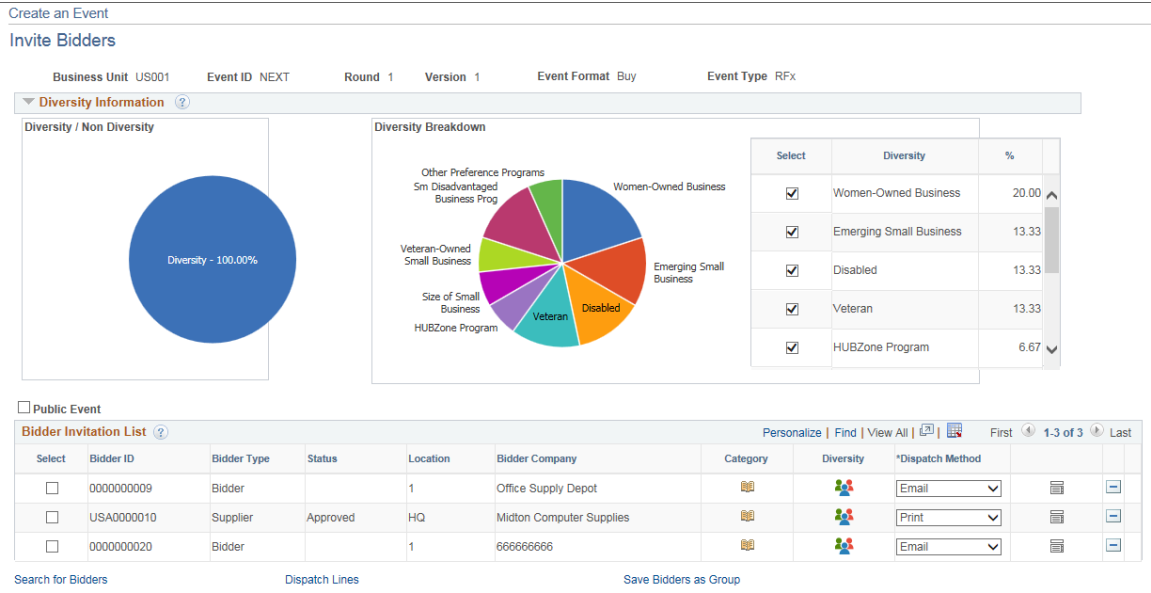 Create an Event
Invite Bidders
Business Unit US001 Event ID NEXT Round 1 Version 1 Event Format Buy Event Type RFx
Diversity Information ?
Diversity / Non Diversity
Diversity - 100.00%
Diversity Breakdown
Other Preference Programs
Sm Disadvantaged
Business Prog
Women-Owned Business
Veteran-Owned
Small Business
Emerging Small
Business
Size of Small
Business
Disabled
Veteran
HUBZone Program
Select Diversity %
Women-Owned Business 20.00
Emerging Small Business 13.33
Disabled 13.33
Veteran 13.33
HUBZone Program 6.67
Public Event
Bidder Invitation List ? Personalize | Find | View All | | First 1-3 of 3 Last
Select Bidder ID Bidder Type Status Location Bidder Company Category Diversity *Dispatch Method
0000000009 Bidder 1 Office Supply Depot Email
USA0000010 Supplier Approved HQ Midton Computer Supplies Print
0000000020 Bidder 1 666666666 Email
Search for Bidders Dispatch Lines Save Bidders as Group